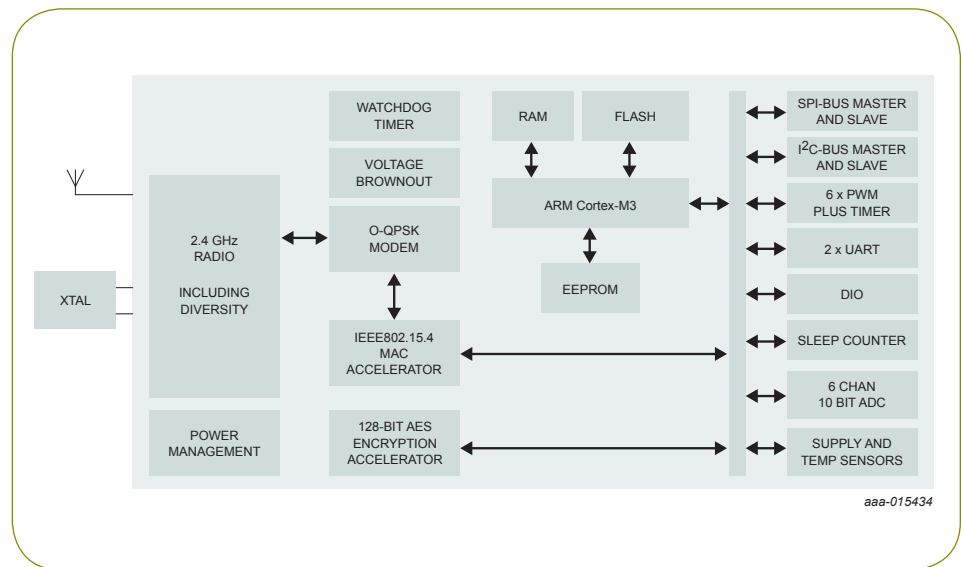 WATCHDOG
TIMER
VOLTAGE
BROWNOUT
O-QPSK
MODEM
2.4 GHz
RADIO
INCLUDING
DIVERSITY
XTAL
IEEE802.15.4
MAC
ACCELERATOR
POWER
MANAGEMENT
128-BIT AES
ENCRYPTION
ACCELERATOR
RAM
FLASH
ARM Cortex-M3
EEPROM
SPI-BUS MASTER
AND SLAVE
I2C-BUS MASTER
AND SLAVE
6 x PWM
PLUS TIMER
2 x UART
DIO
SLEEP COUNTER
6 CHAN
10 BIT ADC
SUPPLY AND
TEMP SENSORS
aaa-015434